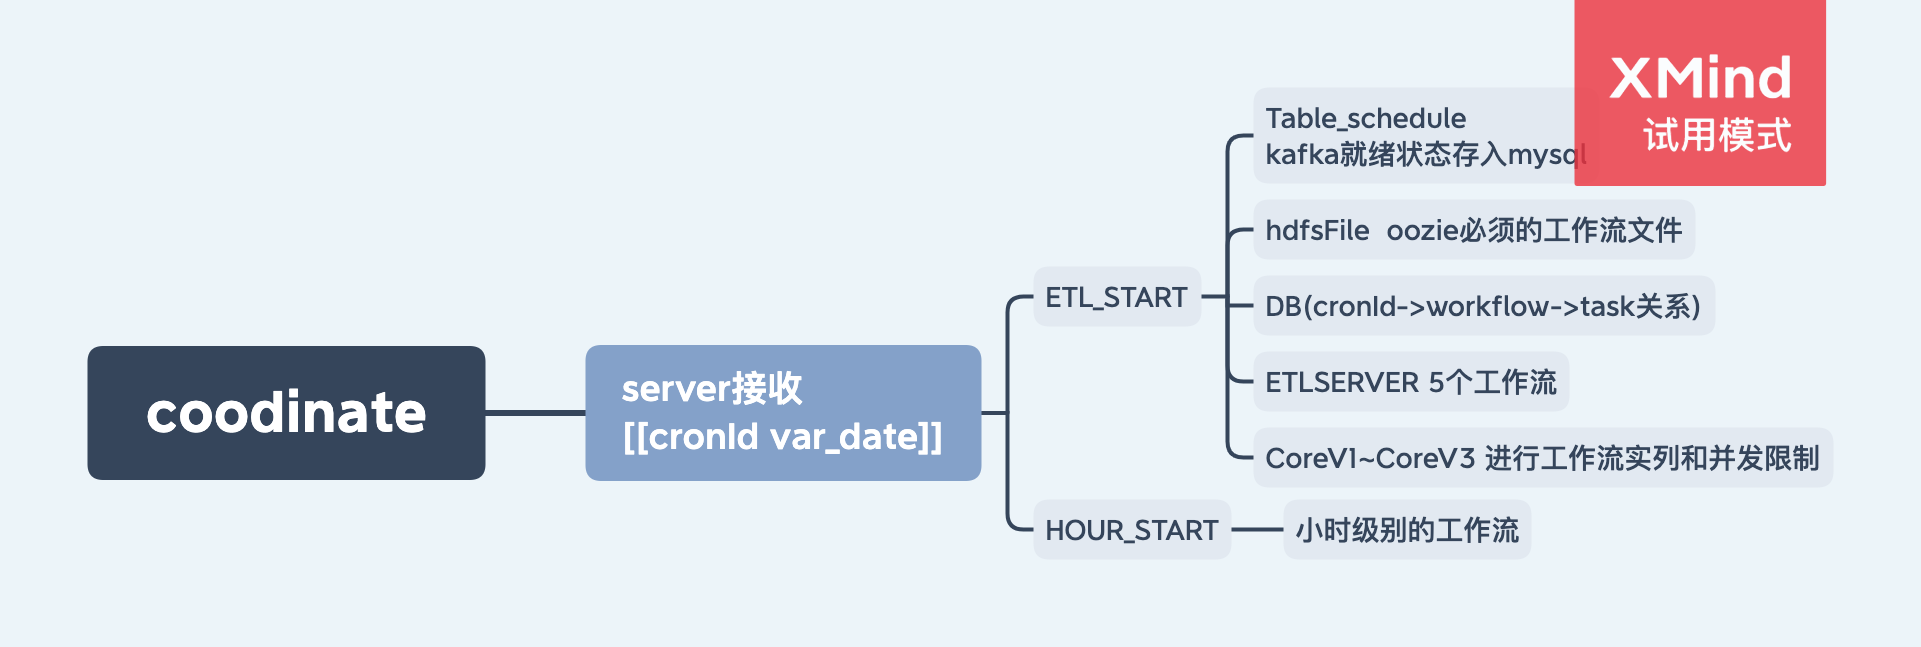 XMind
试用模式
Table_schedule
kafka就绪状态存入mysql
hdfsFile  oozie必须的工作流文件
ETL_START
DB(cronId->workflow->task关系)
coodinate
server接收
[[cronId var_date]]
ETLSERVER 5个工作流
CoreV1~CoreV3 进行工作流实列和并发限制
HOUR_START
小时级别的工作流